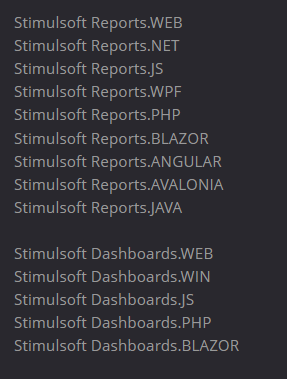 Stimulsoft Reports.WEB
Stimulsoft Reports.NET
Stimulsoft Reports.JS
Stimulsoft Reports.WPF
Stimulsoft Reports.PHP
Stimulsoft Reports.BLAZOR
Stimulsoft Reports.ANGULAR
Stimulsoft Reports.AVALONIA
Stimulsoft Reports.JAVA
Stimulsoft Dashboards.WEB
Stimulsoft Dashboards.WIN
Stimulsoft Dashboards.JS
Stimulsoft Dashboards.PHP
Stimulsoft Dashboards.BLAZOR